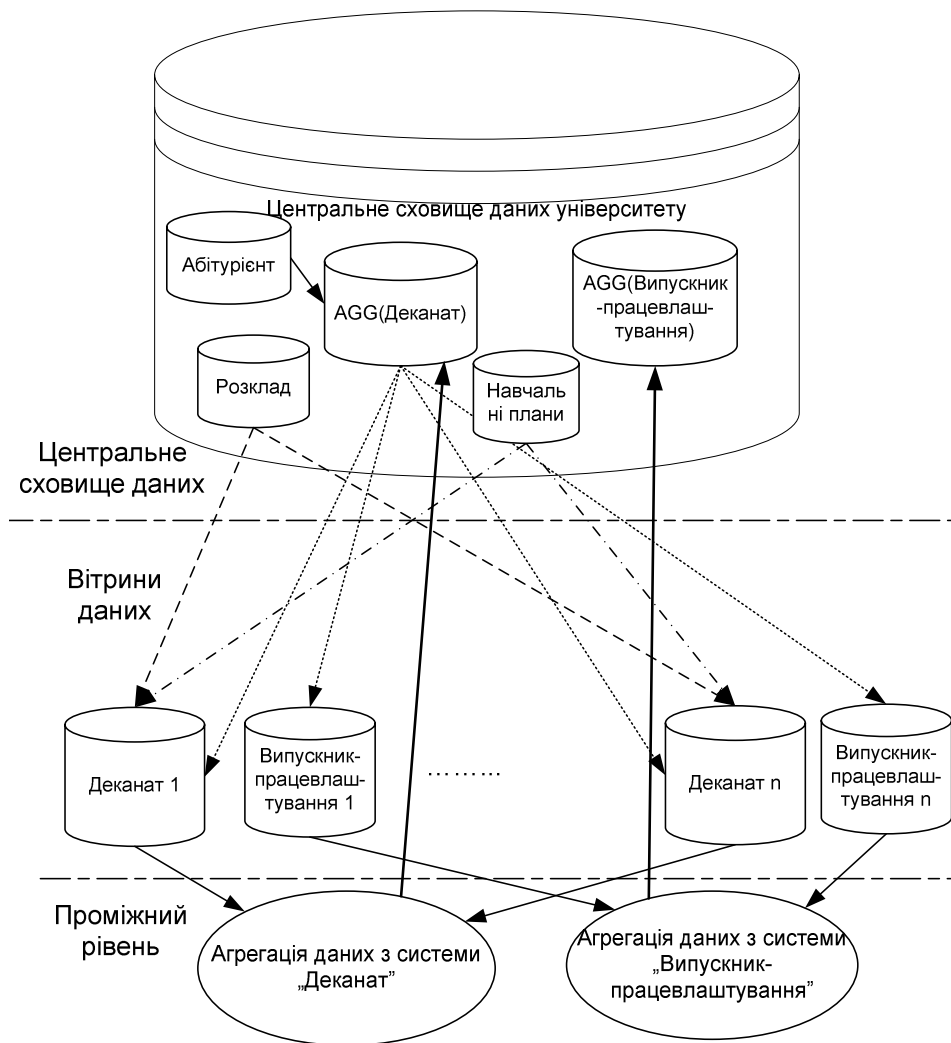 Центральне сховище даних університету
Абітурієнт
AGG(Деканат)
AGG(Випускник
-працевлаш-
тування)
Розклад
Навчаль
ні плани
Центральне
сховище даних
Вітрини
даних
Деканат 1
Випускник-
працевлаш-
тування 1
………
Деканат n
Випускник-
працевлаш-
тування n
Проміжний
рівень
Агрегація даних з системи
„Деканат”
Агрегація даних з системи
„Випускник-
працевлаштування”